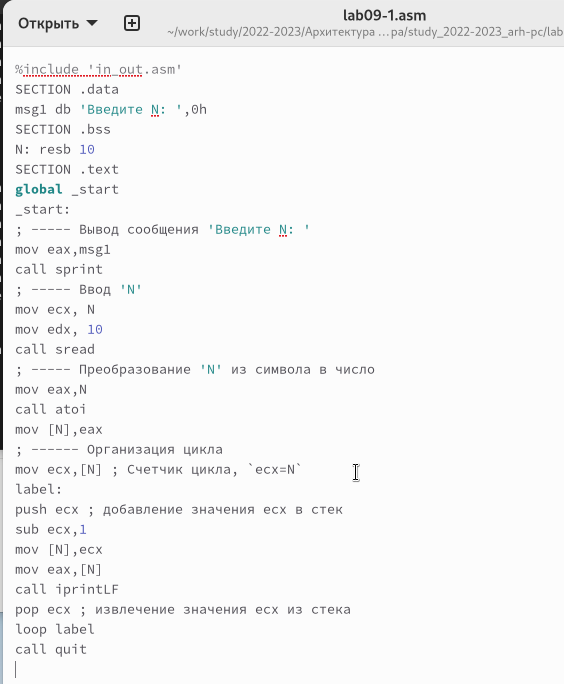 Открыть
lab09-1.asm
~/work/study/2022-2023/Архитектура ...pa/study_2022-2023_arh-pc/lab
%include 'in_out.asm'
SECTION .data
msg1 db 'Введите N: ',0h
SECTION .bss
N: resb 10
SECTION .text
global _start
_start:
; ----- Вывод сообщения 'Введите N: '
mov eax,msg1
call sprint
; ----- Ввод 'N'
mov ecx, N
mov edx, 10
call sread
; ----- Преобразование 'N' из символа в число
mov eax,N
call atoi
mov [N],eax
; ------ Организация цикла
mov ecx,[N] ; Счетчик цикла, `ecx=N`
label:
push ecx ; добавление значения ecx в стек
sub ecx,1
mov [N],ecx
mov eax,[N]
call iprintLF
pop ecx ; извлечение значения ecx из стека
loop label
call quit